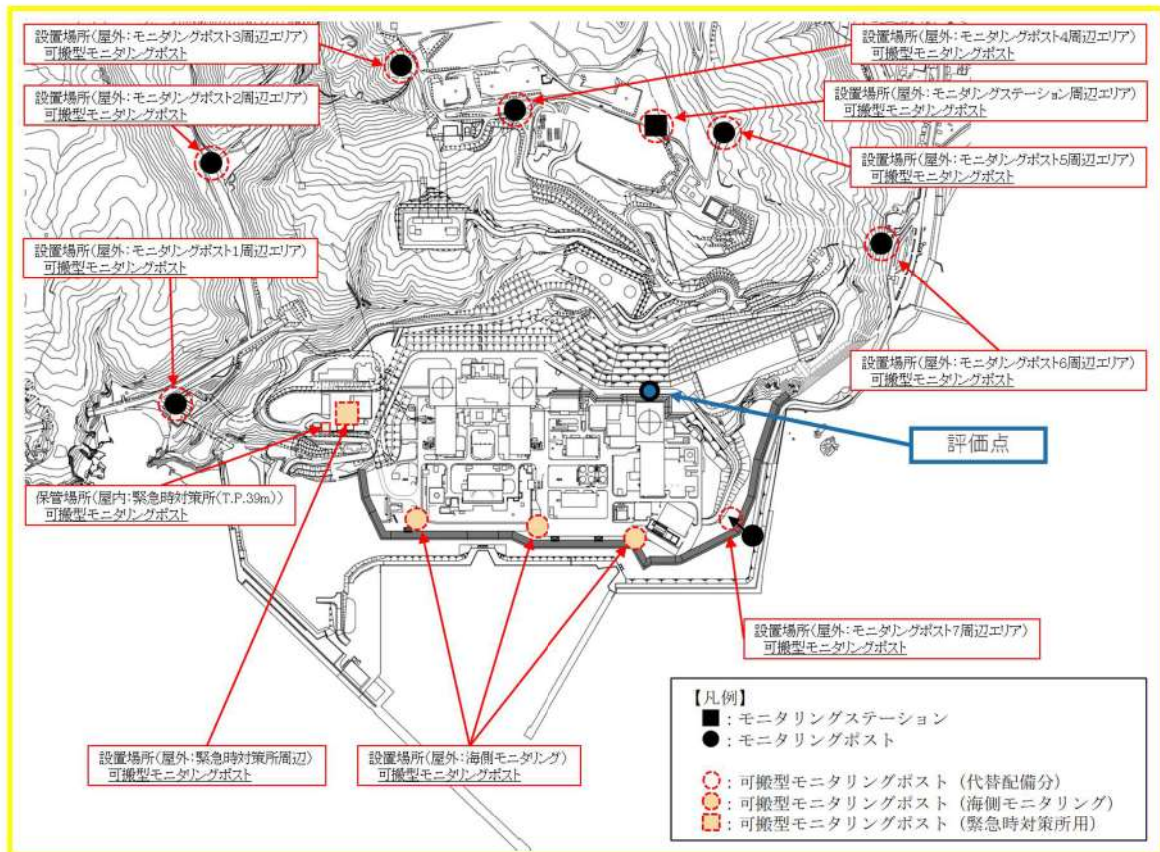 設置場所(屋外:モニタリングポスト3周辺エリア)
可搬型モニタリングポスト
設置場所(屋外:モニタリングポスト2周辺エリア)
可搬型モニタリングポスト
設置場所(屋外:モニタリングポスト1周辺エリア)
可搬型モニタリングポスト
設置場所(屋外:モニタリングポスト4周辺エリア)
可搬型モニタリングポスト
設置場所(屋外:モニタリングステーション周辺エリア)
可搬型モニタリングポスト
設置場所(屋外:モニタリングポスト5周辺エリア)
可搬型モニタリングポスト
設置場所(屋外:モニタリングポスト6周辺エリア)
可搬型モニタリングポスト
評価点
保管場所(屋内:緊急時対策所(T.P.39m))
可搬型モニタリングポスト
設置場所(屋外:モニタリングポスト7周辺エリア)
可搬型モニタリングポスト
設置場所(屋外:緊急時対策所周辺)
可搬型モニタリングポスト
設置場所(屋外:海側モニタリング)
可搬型モニタリングポスト
【凡例】
■:モニタリングステーション
●:モニタリングポスト
:可搬型モニタリングポスト(代替配備分)
:可搬型モニタリングポスト(海側モニタリング)
:可搬型モニタリングポスト(緊急時対策所用)